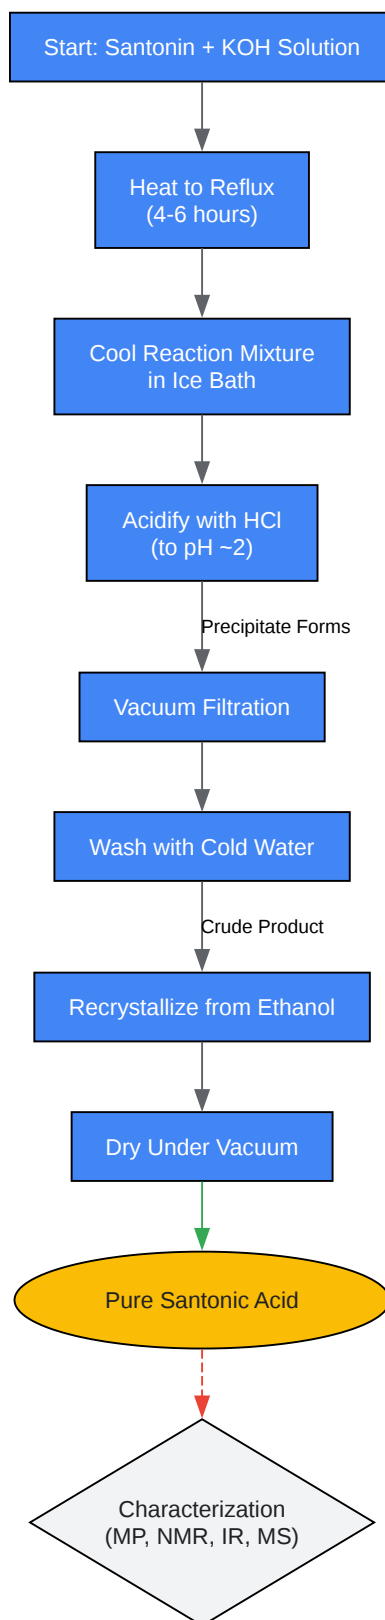 Start: Santonin + KOH Solution
Heat to Reflux
(4-6 hours)
Cool Reaction Mixture
in Ice Bath
Acidify with HCl
(to pH ~2)
Precipitate Forms
Vacuum Filtration
Wash with Cold Water
Crude Product
Recrystallize from Ethanol
Dry Under Vacuum
Pure Santonic Acid
Characterization
(MP, NMR, IR, MS)